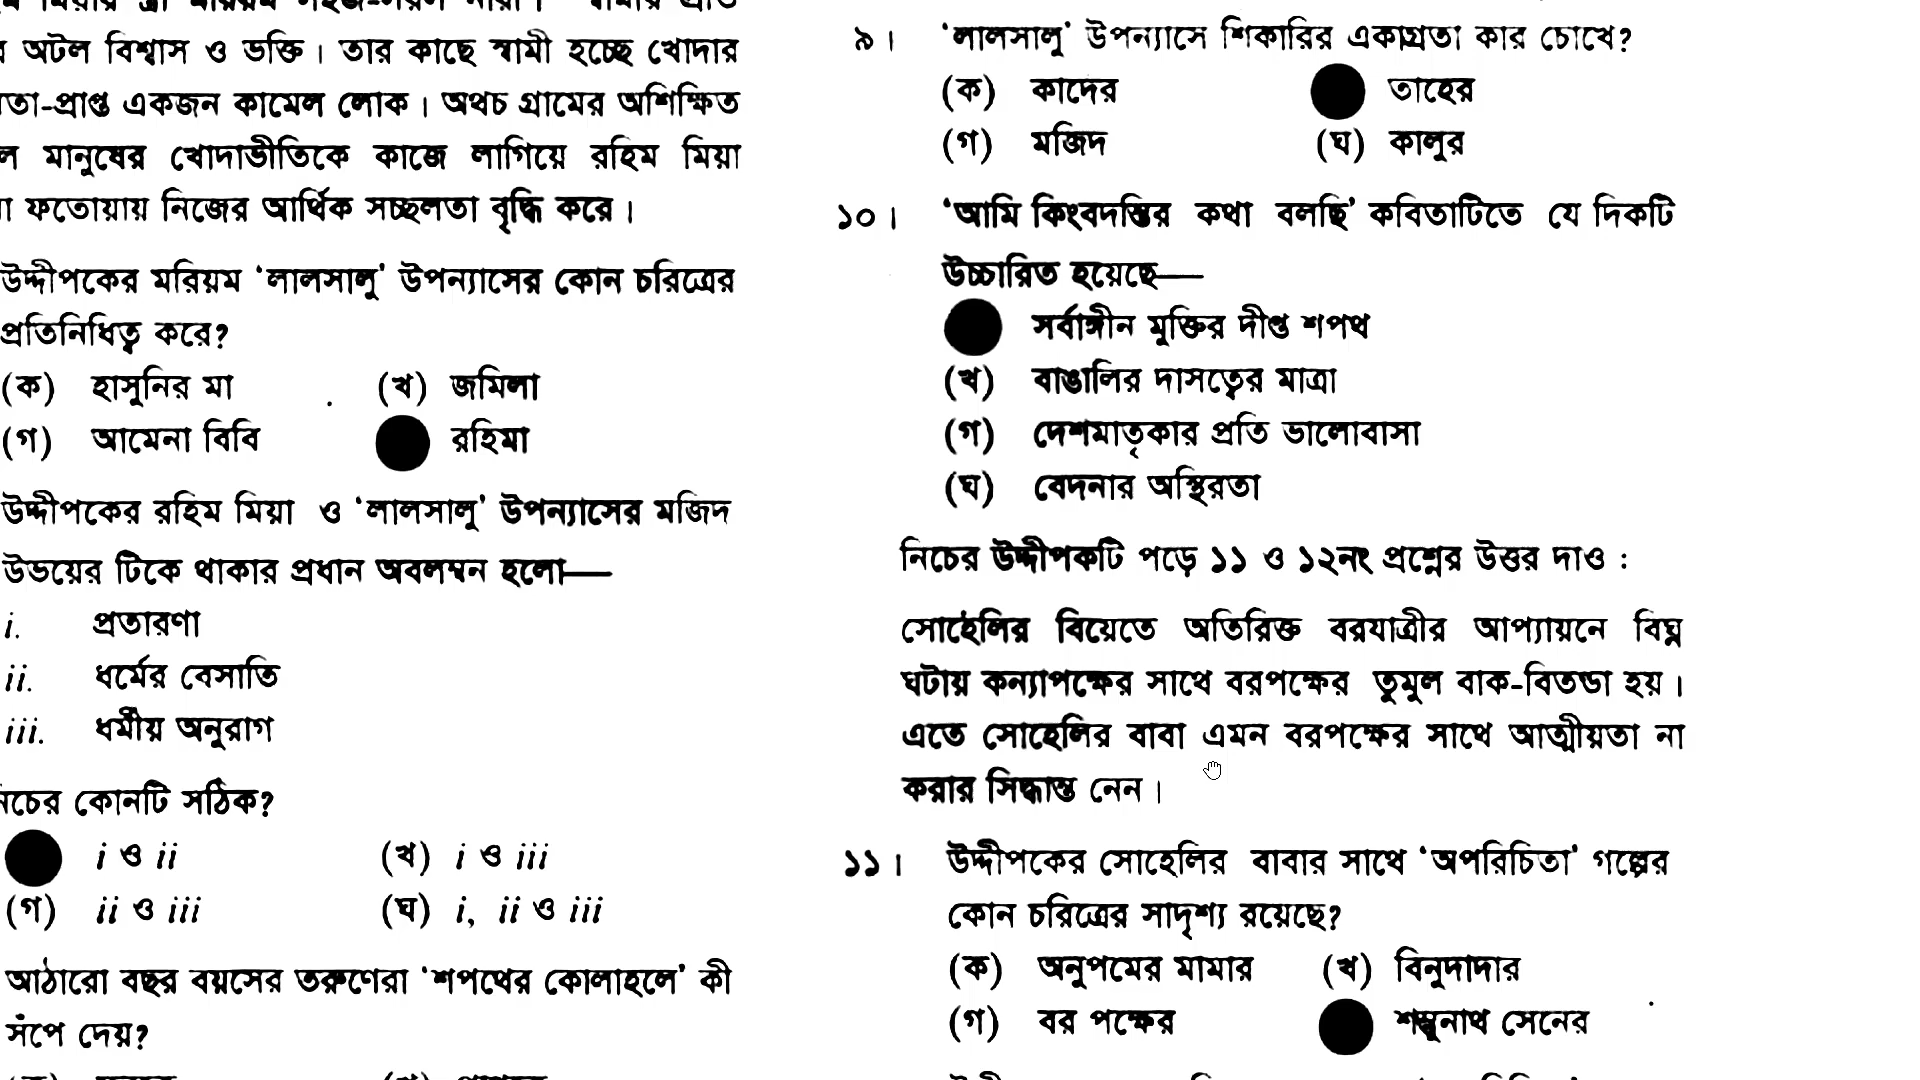 অটল বিশ্বাস ও ভক্তি। তার কাছে স্বামী হচ্ছে খোদার
তা-প্রাপ্ত একজন কামেল লোক। অথচ গ্রামের অশিক্ষিত
মানুষের খোদাভীতিকে কাজে লাগিয়ে রহিম মিয়া
ফতোয়ায় নিজের আর্থিক সচ্ছলতা বৃদ্ধি করে।
উদ্দীপকের মরিয়ম ‘লালসালু’ উপন্যাসের কোন চরিত্রের
প্রতিনিধিত্ব করে?
(ক) হাসুনির মা (খ) জমিলা
(গ) আমেনা বিবি রহিমা
উদ্দীপকের রহিম মিয়া ও ‘লালসালু’ উপন্যাসের মজিদ
উভয়ের টিকে থাকার প্রধান অবলম্বন হলো—
i. প্রতারণা
ii. ধর্মের বেসাতি
iii. ধর্মীয় অনুরাগ
নিচের কোনটি সঠিক?
i ও ii (খ) i ও iii
(গ) ii ও iii (ঘ) i, ii ও iii
আঠারো বছর বয়সের তরুণেরা ‘শপথের কোলাহলে’ কী
সঁপে দেয়?
৯। ‘লালসালু’ উপন্যাসে শিকারির একাগ্রতা কার চোখে?
(ক) কাদের তাহের
(গ) মজিদ (ঘ) কালুর
১০। ‘আমি কিংবদন্তির কথা বলছি’ কবিতাটিতে যে দিকটি
উচ্চারিত হয়েছে—
সর্বাঙ্গীন মুক্তির দীপ্ত শপথ
(খ) বাঙালির দাসত্বের মাত্রা
(গ) দেশমাতৃকার প্রতি ভালোবাসা
(ঘ) বেদনার অস্থিরতা
নিচের উদ্দীপকটি পড়ে ১১ ও ১২নং প্রশ্নের উত্তর দাও :
সোহেলির বিয়েতে অতিরিক্ত বরযাত্রীর আপ্যায়নে বিঘ্ন
ঘটায় কন্যাপক্ষের সাথে বরপক্ষের তুমুল বাক-বিতন্ডা হয়।
এতে সোহেলির বাবা এমন বরপক্ষের সাথে আত্মীয়তা না
করার সিদ্ধান্ত নেন।
১১। উদ্দীপকের সোহেলির বাবার সাথে ‘অপরিচিতা’ গল্পের
কোন চরিত্রের সাদৃশ্য রয়েছে?
(ক) অনুপমের মামার (খ) বিনুদাদার
(গ) বর পক্ষের শম্ভুনাথ সেনের